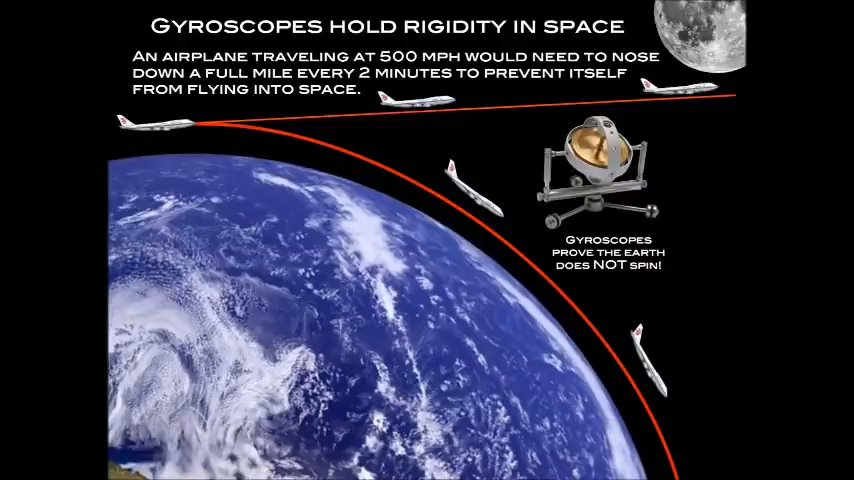 Gyroscopes hold rigidity in space
An airplane traveling at 500 mph would need to nose
down a full mile every 2 minutes to prevent itself
from flying into space.
Gyroscopes
prove the earth
does NOT spin!